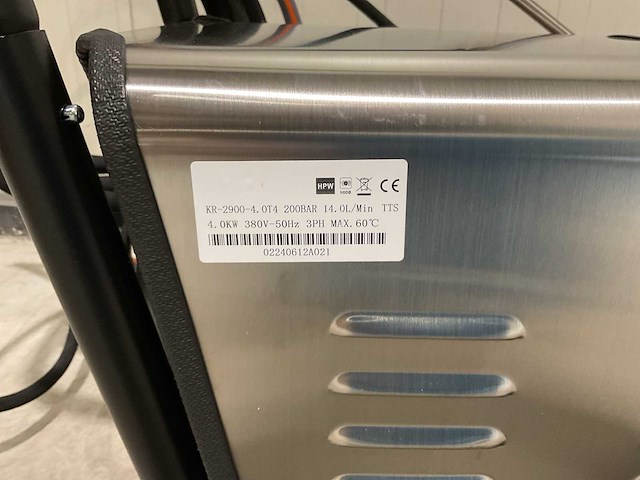 HPW
KR-2900-4.0T4 200BAR 14.0L/Min TTS
4.0KW 380V-50Hz 3PH MAX.60℃
02240612A021